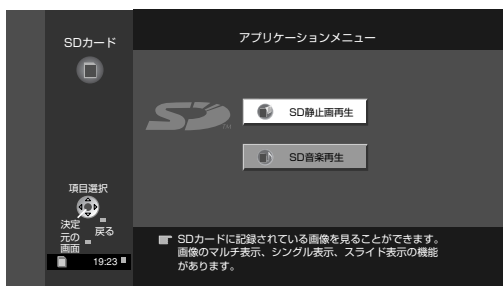 SDカード
アプリケーションメニュー
SD
TM
SD静止画再生
SD音楽再生
項目選択
決定
戻る
元の
画面
19:23
SDカードに記録されている画像を見ることができます。
画像のマルチ表示、シングル表示、スライド表示の機能
があります。